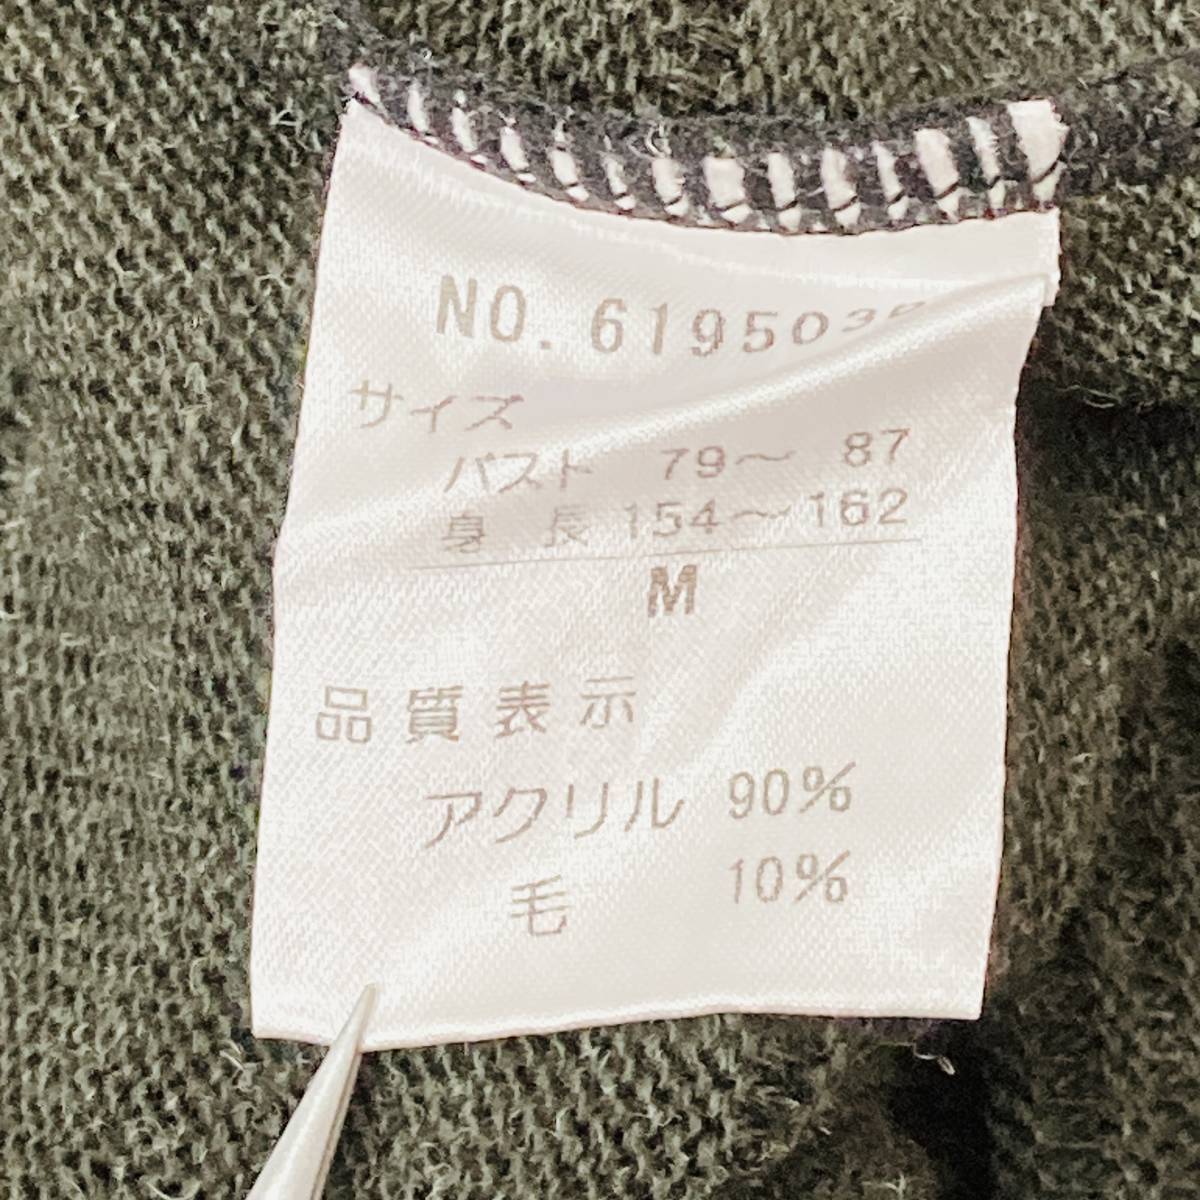 NO. 619503
サイズ
バスト 79～ 87
身 長 154～162
M
品質表示
アクリル 90%
毛 10%